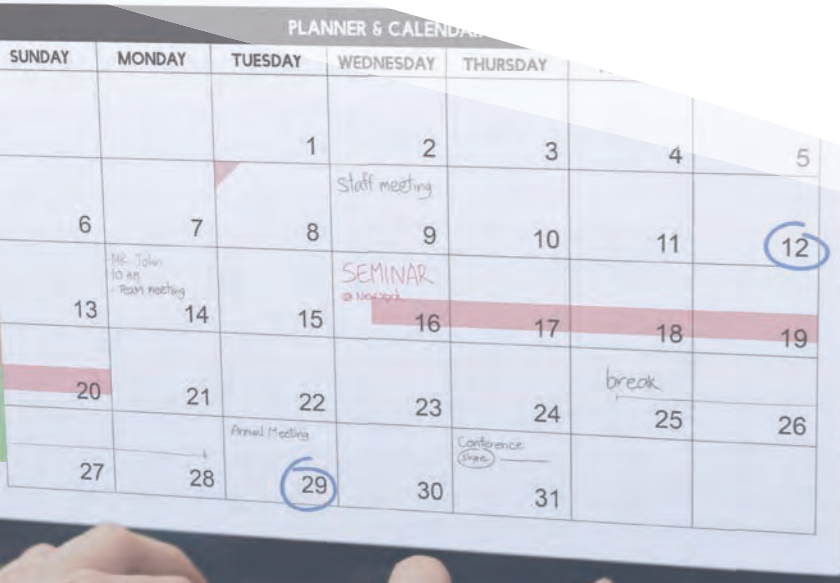 PLANNER & CALENDA
SUNDAY MONDAY TUESDAY WEDNESDAY THURSDAY
1 2 3 4 5
Staff meeting
6 7 8 9 10 11 12
Mr. John
10 AM
- Team meeting
SEMINAR
@ New York
13 14 15 16 17 18 19
break
20 21 22 23 24 25 26
Annual Meeting
Conference
27 28 29 30 31